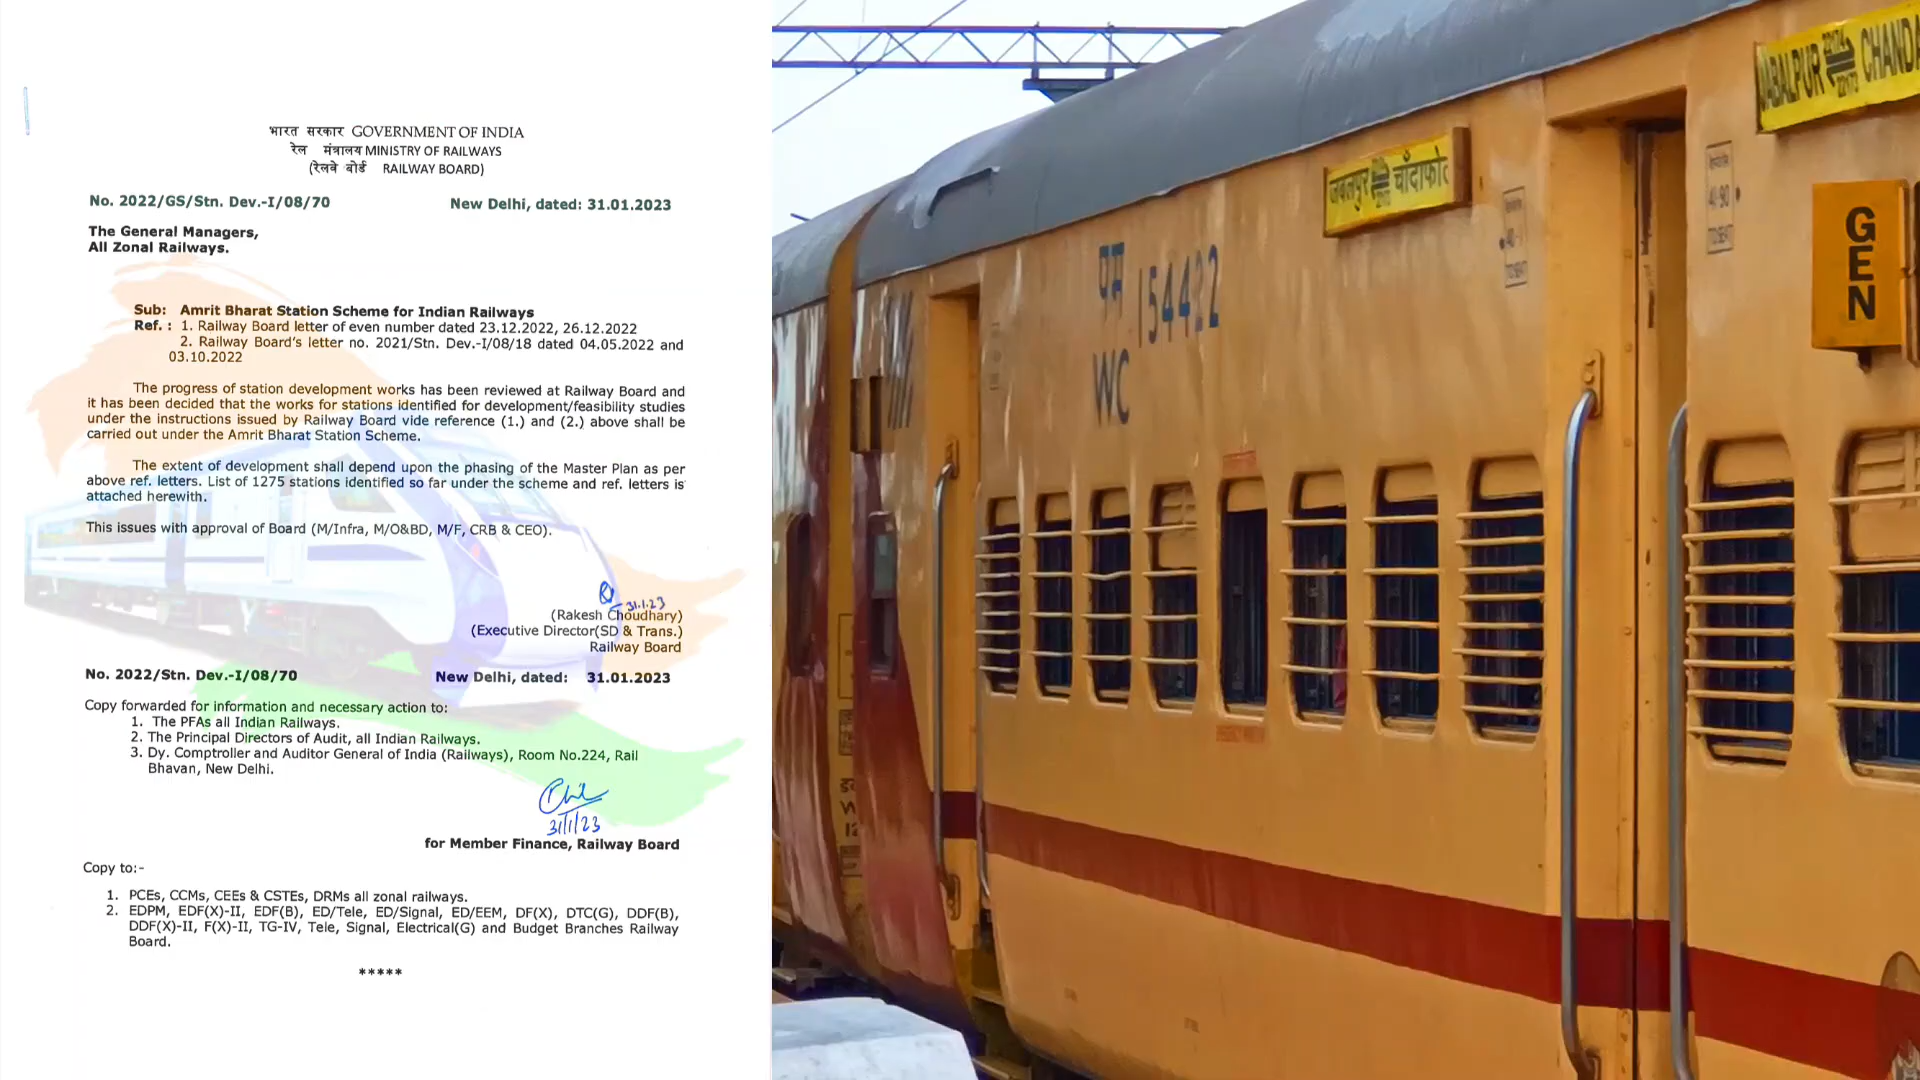 भारत सरकार GOVERNMENT OF INDIA
रेल मंत्रालय MINISTRY OF RAILWAYS
(रेलवे बोर्ड RAILWAY BOARD)
No. 2022/GS/Stn. Dev.-I/08/70 New Delhi, dated: 31.01.2023
The General Managers,
All Zonal Railways.
Sub: Amrit Bharat Station Scheme for Indian Railways
Ref. : 1. Railway Board letter of even number dated 23.12.2022, 26.12.2022
2. Railway Board's letter no. 2021/Stn. Dev.-I/08/18 dated 04.05.2022 and
03.10.2022
The progress of station development works has been reviewed at Railway Board and
it has been decided that the works for stations identified for development/feasibility studies
under the instructions issued by Railway Board vide reference (1.) and (2.) above shall be
carried out under the Amrit Bharat Station Scheme.
The extent of development shall depend upon the phasing of the Master Plan as per
above ref. letters. List of 1275 stations identified so far under the scheme and ref. letters is
attached herewith.
This issues with approval of Board (M/Infra, M/O&BD, M/F, CRB & CEO).
31.1.23
(Rakesh Choudhary)
(Executive Director(SD & Trans.)
Railway Board
No. 2022/Stn. Dev.-I/08/70 New Delhi, dated: 31.01.2023
Copy forwarded for information and necessary action to:
1. The PFAs all Indian Railways.
2. The Principal Directors of Audit, all Indian Railways.
3. Dy. Comptroller and Auditor General of India (Railways), Room No.224, Rail
Bhavan, New Delhi.
31/1/23
for Member Finance, Railway Board
Copy to:-
1. PCEs, CCMs, CEEs & CSTEs, DRMs all zonal railways.
2. EDPM, EDF(X)-II, EDF(B), ED/Tele, ED/Signal, ED/EEM, DF(X), DTC(G), DDF(B),
DDF(X)-II, F(X)-II, TG-IV, Tele, Signal, Electrical(G) and Budget Branches Railway
Board.
*****
JABALPUR CHANDA
जबलपुर चाँदाफोर्ट
पम 154422
WC
GEN